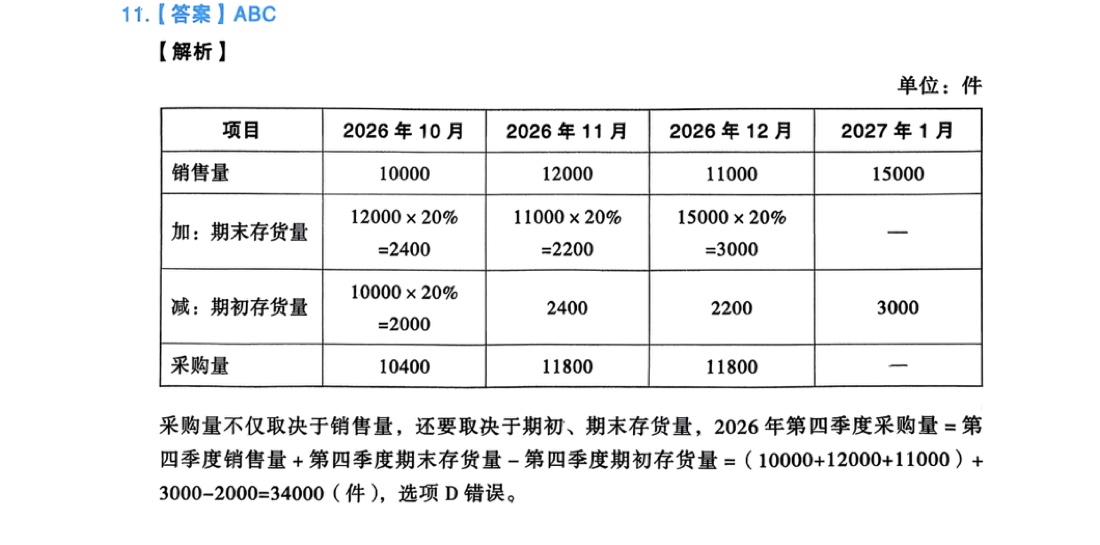 11.【答案】ABC
【解析】
单位：件
项目 2026 年 10 月 2026 年 11 月 2026 年 12 月 2027 年 1 月
销售量 10000 12000 11000 15000
加：期末存货量 12000 × 20% =2400 11000 × 20% =2200 15000 × 20% =3000 —
减：期初存货量 10000 × 20% =2000 2400 2200 3000
采购量 10400 11800 11800 —
采购量不仅取决于销售量，还要取决于期初、期末存货量，2026 年第四季度采购量 = 第
四季度销售量 + 第四季度期末存货量 − 第四季度期初存货量 =（10000+12000+11000）+
3000−2000=34000（件），选项 D 错误。